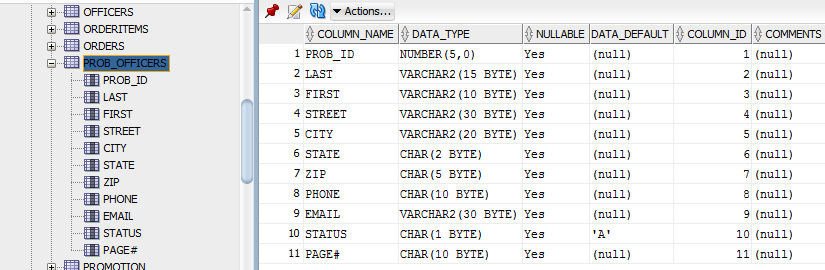 OFFICERS
ORDERITEMS
ORDERS
PROB_OFFICERS
PROB_ID
LAST
FIRST
STREET
CITY
STATE
ZIP
PHONE
EMAIL
STATUS
PAGE#
PROMOTION
Actions...
COLUMN_NAME DATA_TYPE NULLABLE DATA_DEFAULT COLUMN_ID COMMENTS
1 PROB_ID NUMBER(5,0) Yes (null) 1 (null)
2 LAST VARCHAR2(15 BYTE) Yes (null) 2 (null)
3 FIRST VARCHAR2(10 BYTE) Yes (null) 3 (null)
4 STREET VARCHAR2(30 BYTE) Yes (null) 4 (null)
5 CITY VARCHAR2(20 BYTE) Yes (null) 5 (null)
6 STATE CHAR(2 BYTE) Yes (null) 6 (null)
7 ZIP CHAR(5 BYTE) Yes (null) 7 (null)
8 PHONE CHAR(10 BYTE) Yes (null) 8 (null)
9 EMAIL VARCHAR2(30 BYTE) Yes (null) 9 (null)
10 STATUS CHAR(1 BYTE) Yes 'A' 10 (null)
11 PAGE# CHAR(10 BYTE) Yes (null) 11 (null)